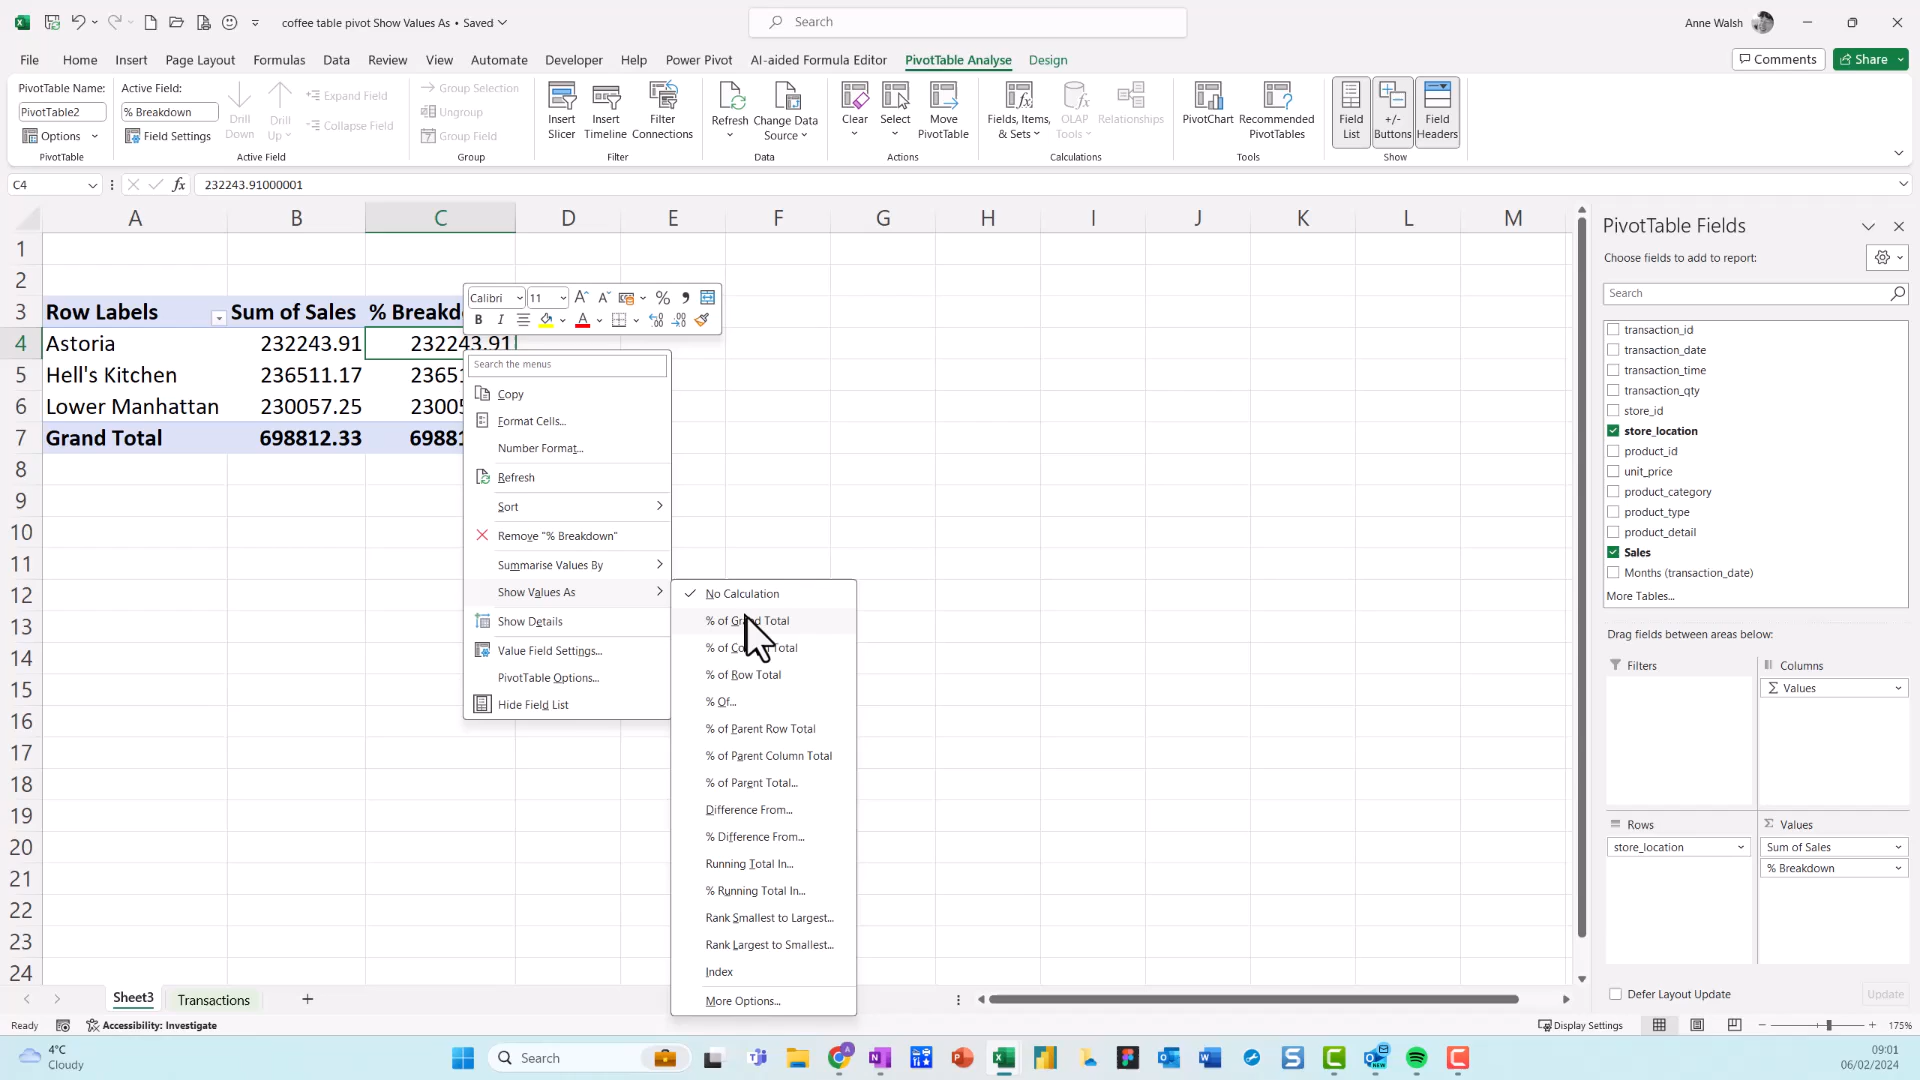 coffee table pivot Show Values As • Saved
Search
Anne Walsh
File Home Insert Page Layout Formulas Data Review View Automate Developer Help Power Pivot AI-aided Formula Editor PivotTable Analyse Design
Comments
Share
PivotTable Name:
PivotTable2
Options
PivotTable
Active Field:
% Breakdown
Field Settings
Drill Down
Drill Up
Expand Field
Collapse Field
Active Field
Group Selection
Ungroup
Group Field
Group
Insert Slicer
Insert Timeline
Filter Connections
Filter
Refresh
Change Data Source
Data
Clear
Select
Move PivotTable
Actions
Fields, Items, & Sets
OLAP Tools
Relationships
Calculations
PivotChart
Recommended PivotTables
Tools
Field List
+/- Buttons
Field Headers
Show
C4
fx
232243.91000001
A B C D E F G H I J K L M
1
2
3 Row Labels Sum of Sales
4 Astoria 232243.91 232243.91
5 Hell's Kitchen 236511.17
6 Lower Manhattan 230057.25
7 Grand Total 698812.33
8
9
10
11
12
13
14
15
16
17
18
19
20
21
22
23
24
Calibri 11
B I A
Search the menus
Copy
Format Cells...
Number Format...
Refresh
Sort
Remove "% Breakdown"
Summarise Values By
Show Values As
Show Details
Value Field Settings...
PivotTable Options...
Hide Field List
No Calculation
% of Grand Total
% of Column Total
% of Row Total
% Of...
% of Parent Row Total
% of Parent Column Total
% of Parent Total...
Difference From...
% Difference From...
Running Total In...
% Running Total In...
Rank Smallest to Largest...
Rank Largest to Smallest...
Index
More Options...
PivotTable Fields
Choose fields to add to report:
Search
transaction_id
transaction_date
transaction_time
transaction_qty
store_id
store_location
product_id
unit_price
product_category
product_type
product_detail
Sales
Months (transaction_date)
More Tables...
Drag fields between areas below:
Filters
Columns
Σ Values
Rows
store_location
Σ Values
Sum of Sales
% Breakdown
Defer Layout Update
Update
Sheet3
Transactions
Ready
Accessibility: Investigate
Display Settings
175%
4°C
Cloudy
Search
09:01
06/02/2024